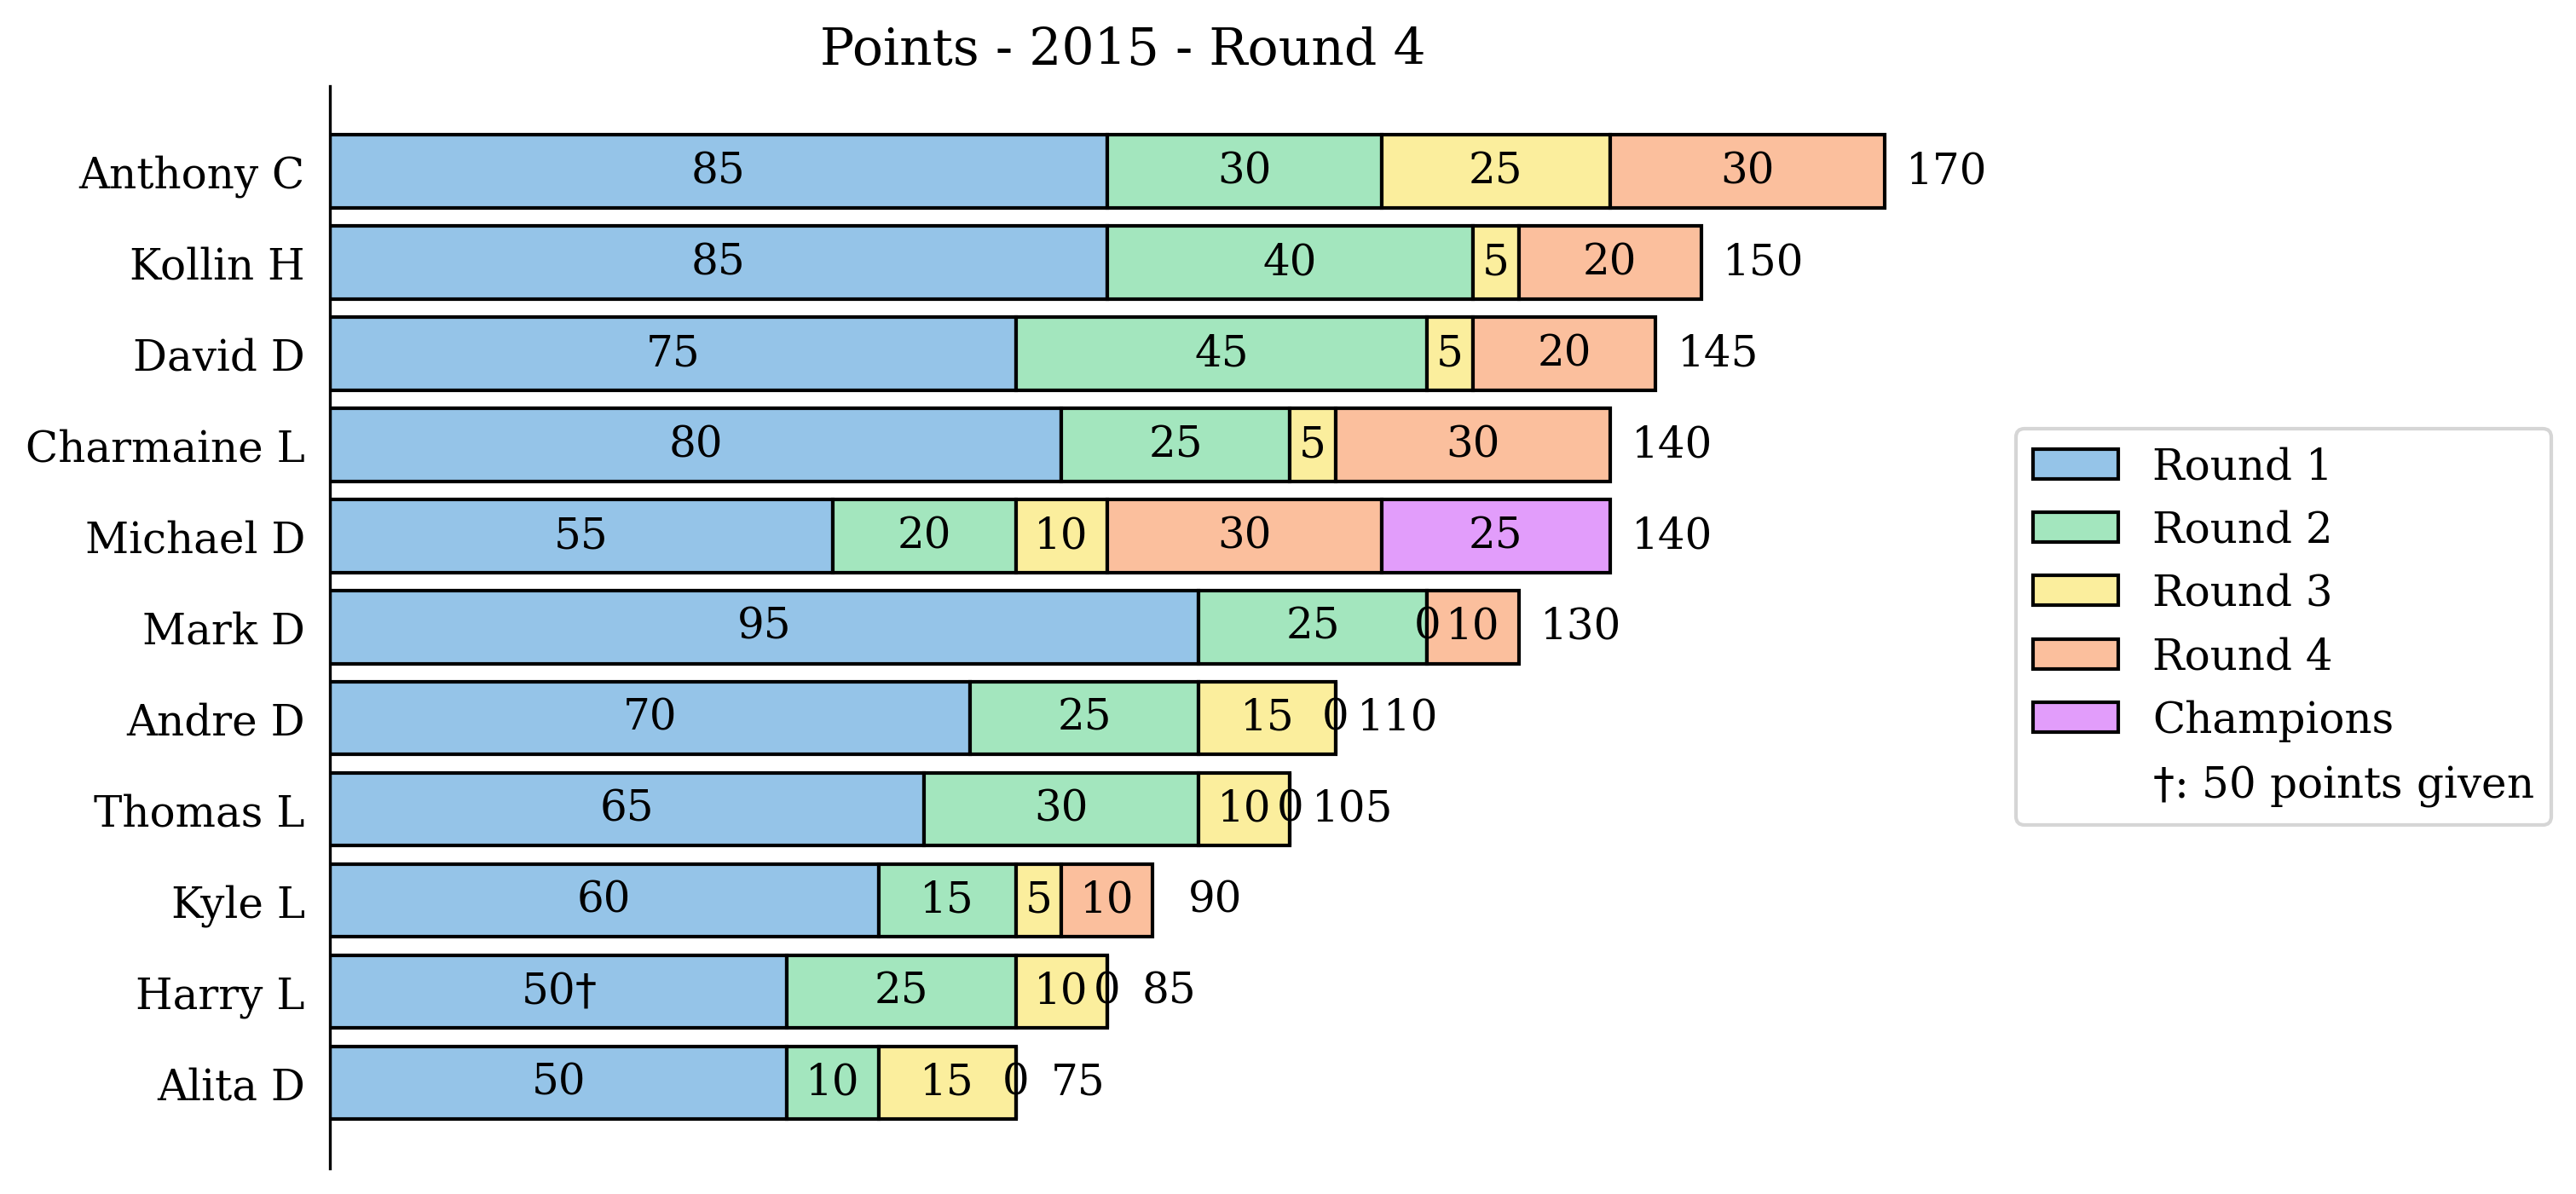 Points - 2015 - Round 4
Anthony C 85 30 25 30 170
Kollin H 85 40 5 20 150
David D 75 45 5 20 145
Charmaine L 80 25 5 30 140
Michael D 55 20 10 30 25 140
Mark D 95 25 0 10 130
Andre D 70 25 15 0 110
Thomas L 65 30 10 0 105
Kyle L 60 15 5 10 90
Harry L 50† 25 10 0 85
Alita D 50 10 15 0 75
Round 1
Round 2
Round 3
Round 4
Champions
†: 50 points given